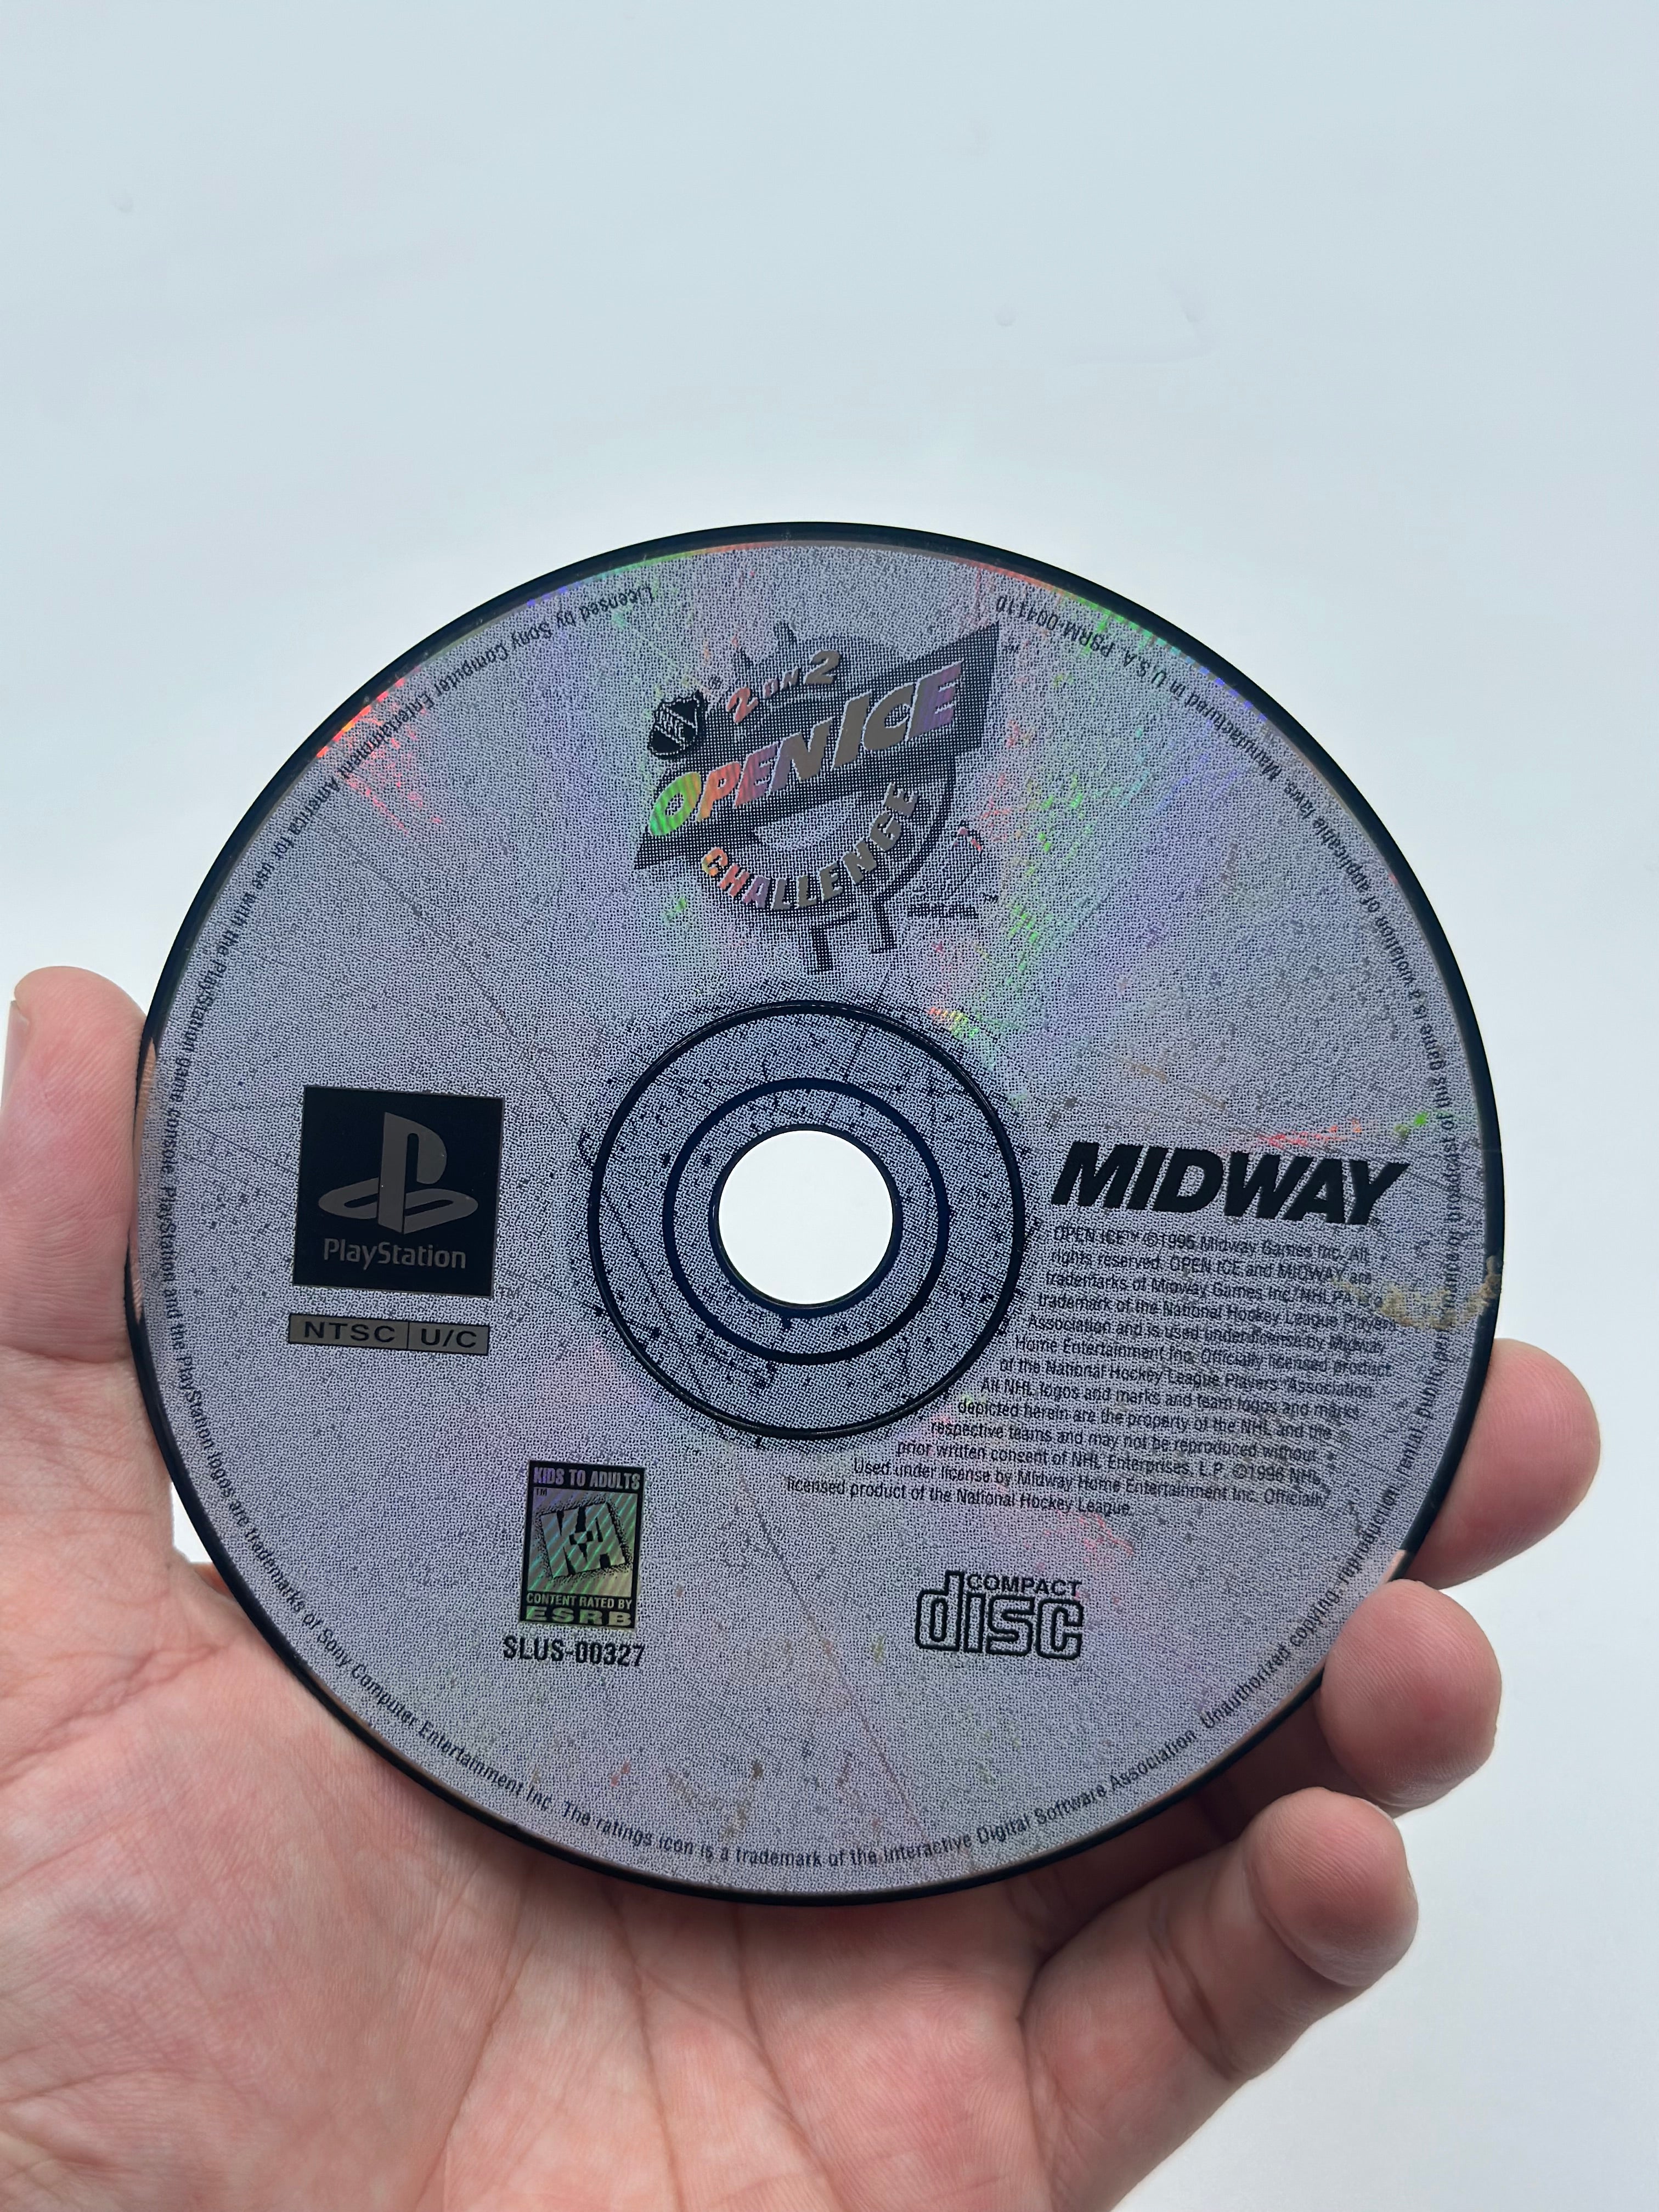 Licensed by Sony Computer Entertainment America for use with the PlayStation game console. PlayStation and the PlayStation logos are trademarks of Sony Computer Entertainment Inc. The ratings icon is a trademark of the Interactive Digital Software Association. Unauthorized copying, reproduction, rental, public performance or broadcast of this game is a violation of applicable laws. Manufactured in U.S.A. PSRM-004110
NHL
2 ON 2
OPEN ICE
CHALLENGE
PlayStation
NTSC U/C
MIDWAY
OPEN ICE™ ©1996 Midway Games Inc. All
rights reserved. OPEN ICE and MIDWAY are
trademarks of Midway Games Inc. NHLPA is a
trademark of the National Hockey League Players
Association and is used under license by Midway
Home Entertainment Inc. Officially licensed product
of the National Hockey League Players' Association.
All NHL logos and marks and team logos and marks
depicted herein are the property of the NHL and the
respective teams and may not be reproduced without
prior written consent of NHL Enterprises, L.P. ©1996 NHL.
Used under license by Midway Home Entertainment Inc. Officially
licensed product of the National Hockey League.
KIDS TO ADULTS
TM
K-A
CONTENT RATED BY
ESRB
SLUS-00327
COMPACT
disc